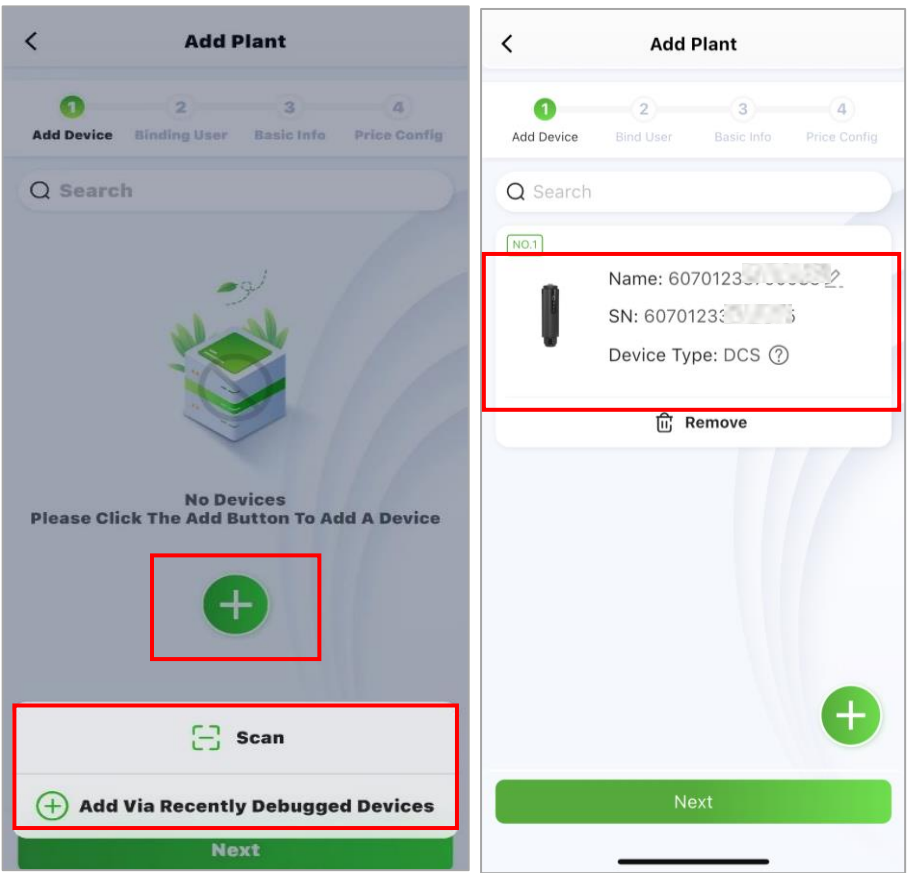 Add Plant
1 2 3 4
Add Device Binding User Basic Info Price Config
Search
No Devices
Please Click The Add Button To Add A Device
Scan
Add Via Recently Debugged Devices
Next
Add Plant
1 2 3 4
Add Device Bind User Basic Info Price Config
Search
NO.1
Name:
SN:
Device Type: DCS
Remove
Next